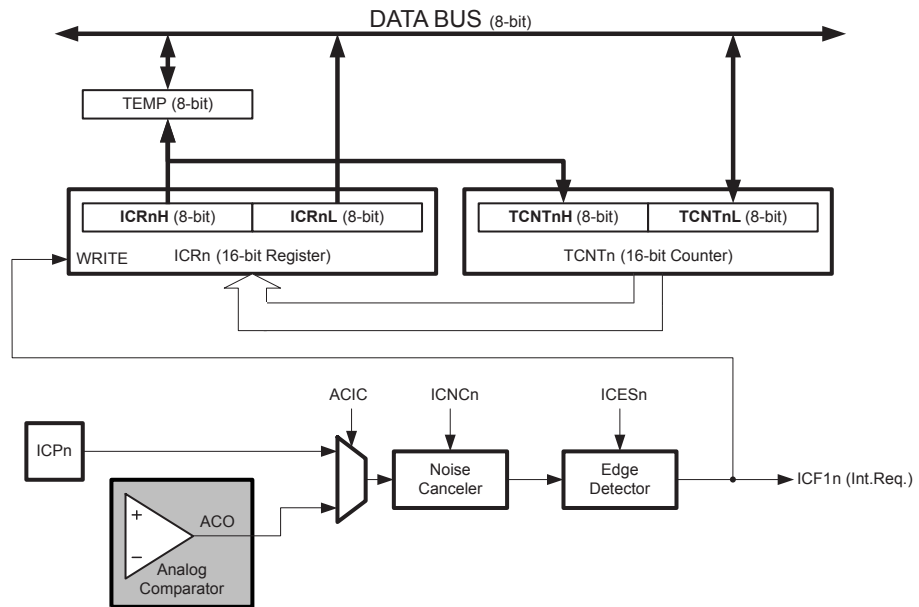 DATA BUS (8-bit)
TEMP (8-bit)
ICRnH (8-bit)
ICRnL (8-bit)
TCNTnH (8-bit)
TCNTnL (8-bit)
WRITE
ICRn (16-bit Register)
TCNTn (16-bit Counter)
ACIC
ICNCn
ICESn
ICPn
Noise
Canceler
Edge
Detector
ICF1n (Int.Req.)
+
ACO
−
Analog
Comparator